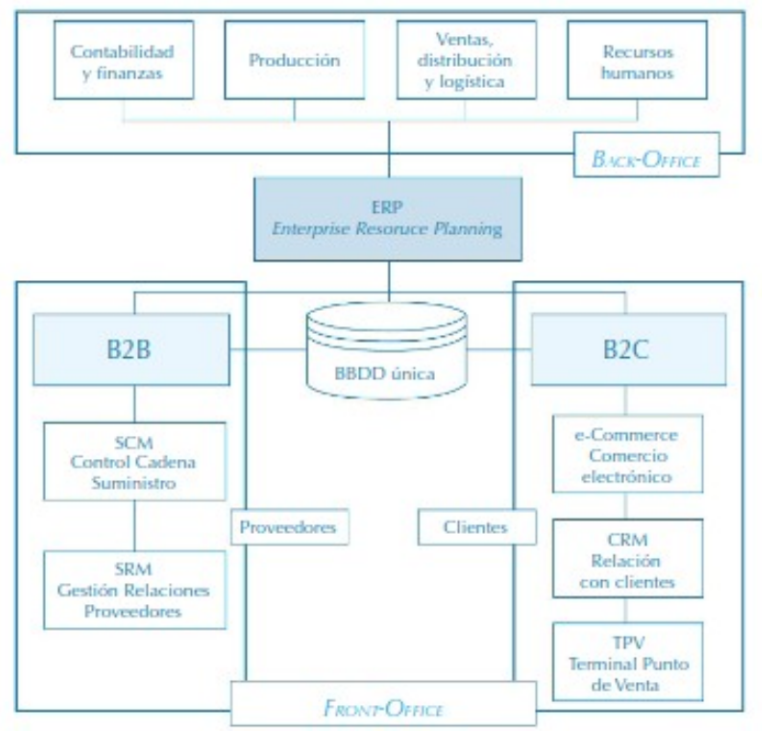 Contabilidad
y finanzas
Producción
Ventas,
distribución
y logística
Recursos
humanos
BACK-OFFICE
ERP
Enterprise Resoruce Planning
B2B
BBDD única
B2C
SCM
Control Cadena
Suministro
e-Commerce
Comercio
electrónico
Proveedores
Clientes
SRM
Gestión Relaciones
Proveedores
CRM
Relación
con clientes
TPV
Terminal Punto
de Venta
FRONT-OFFICE